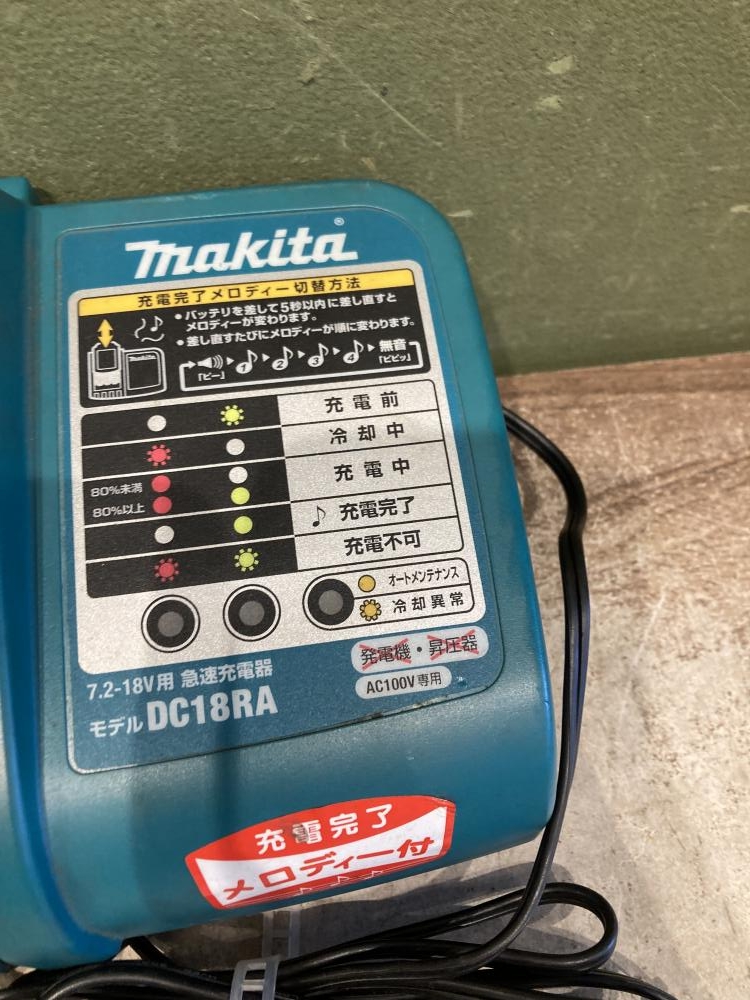 makita®
充電完了メロディー切替方法
• バッテリを差して5秒以内に差し直すと
メロディーが変わります。
• 差し直すたびにメロディーが順に変わります。
makita
「ピー」 1 2 3 4 無音「ピピッ」
充電前
冷却中
80%未満 充電中
80%以上
♪ 充電完了
充電不可
オートメンテナンス
冷却異常
発電機・昇圧器
AC100V専用
7.2-18V用 急速充電器
モデル DC18RA
充電完了
メロディー付